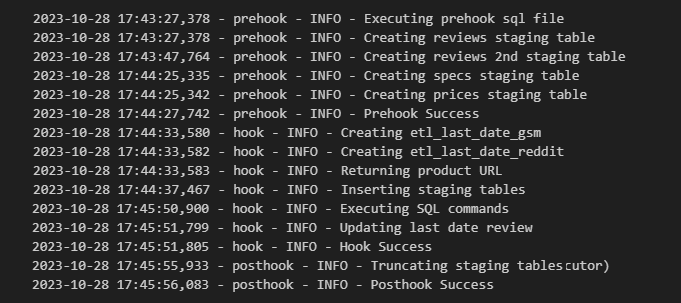 2023-10-28 17:43:27,378 - prehook - INFO - Executing prehook sql file
2023-10-28 17:43:27,378 - prehook - INFO - Creating reviews staging table
2023-10-28 17:43:47,764 - prehook - INFO - Creating reviews 2nd staging table
2023-10-28 17:44:25,335 - prehook - INFO - Creating specs staging table
2023-10-28 17:44:25,342 - prehook - INFO - Creating prices staging table
2023-10-28 17:44:27,742 - prehook - INFO - Prehook Success
2023-10-28 17:44:33,580 - hook - INFO - Creating etl_last_date_gsm
2023-10-28 17:44:33,582 - hook - INFO - Creating etl_last_date_reddit
2023-10-28 17:44:33,583 - hook - INFO - Returning product URL
2023-10-28 17:44:37,467 - hook - INFO - Inserting staging tables
2023-10-28 17:45:50,900 - hook - INFO - Executing SQL commands
2023-10-28 17:45:51,799 - hook - INFO - Updating last date review
2023-10-28 17:45:51,805 - hook - INFO - Hook Success
2023-10-28 17:45:55,933 - posthook - INFO - Truncating staging tablescutor)
2023-10-28 17:45:56,083 - posthook - INFO - Posthook Success